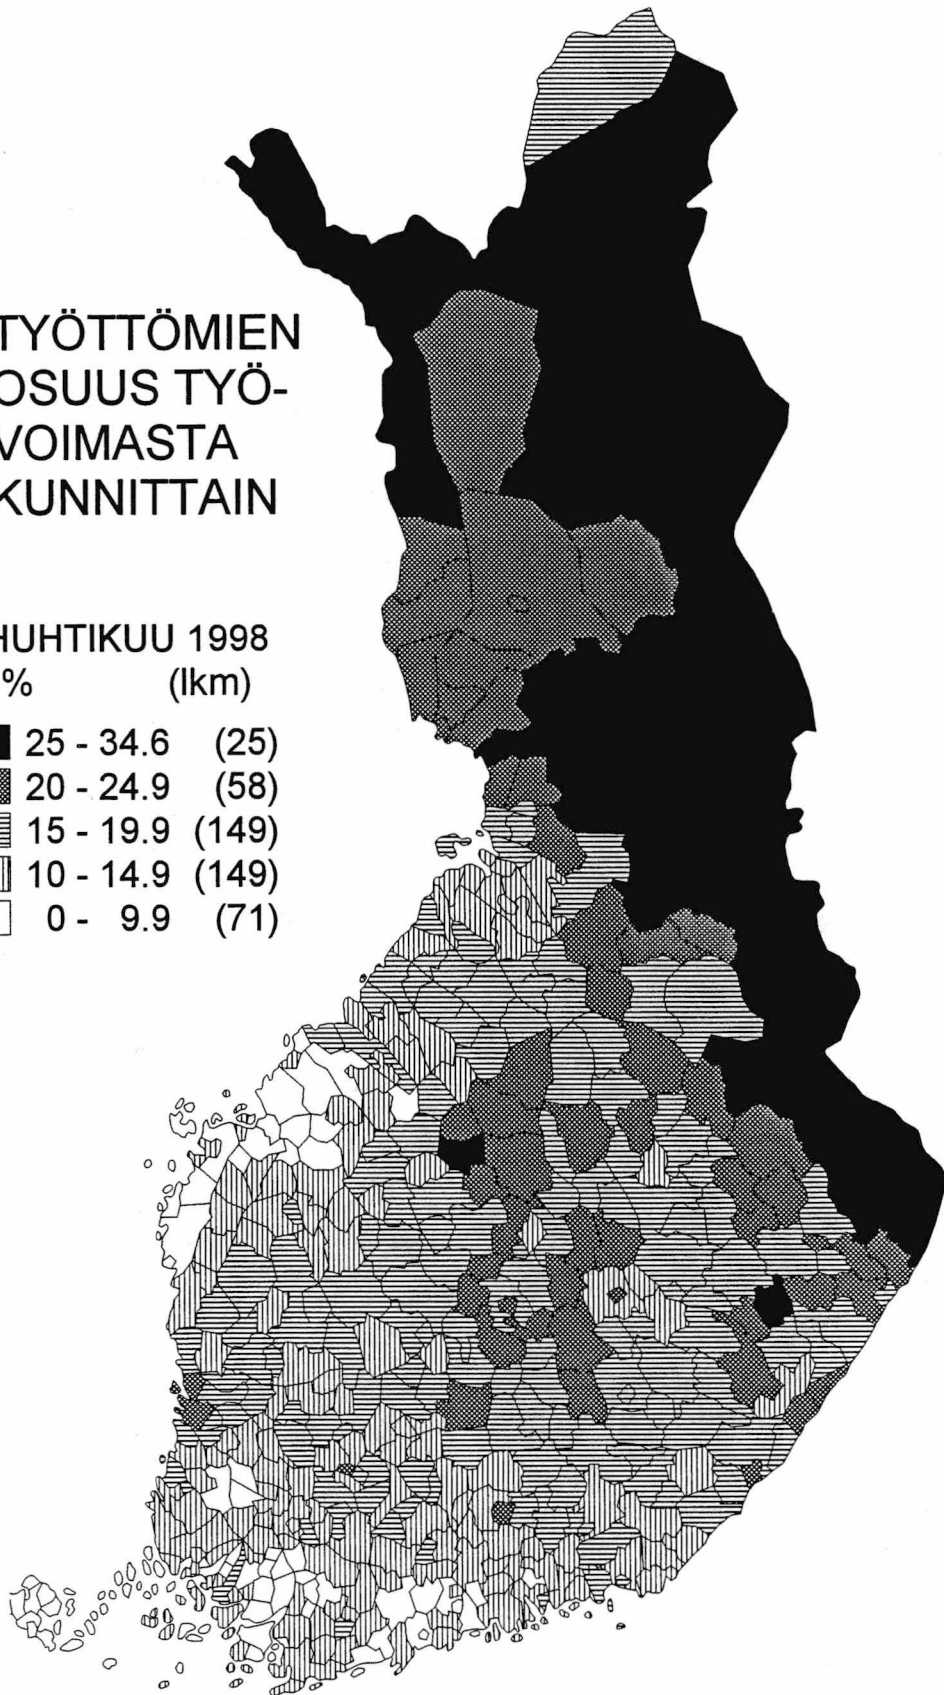 TYÖTTÖMIEN
OSUUS TYÖ-
VOIMASTA
KUNNITTAIN
HUHTIKUU 1998
% (lkm)
25 - 34.6 (25)
20 - 24.9 (58)
15 - 19.9 (149)
10 - 14.9 (149)
0 - 9.9 (71)